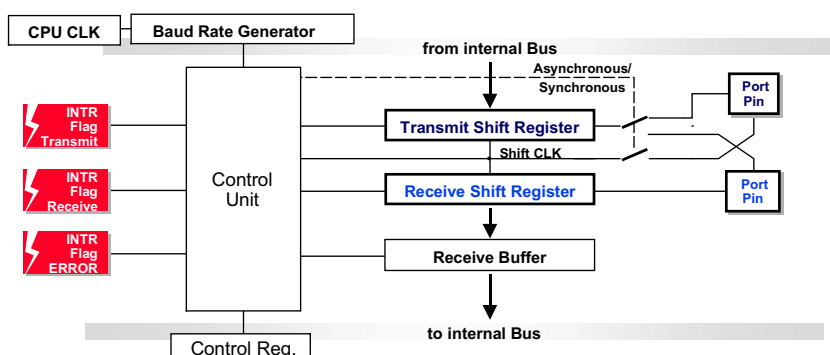 CPU CLK
Baud Rate Generator
from internal Bus
Asynchronous/
Synchronous
Port
Pin
INTR
Flag
Transmit
Transmit Shift Register
Shift CLK
Control
Unit
INTR
Flag
Receive
Receive Shift Register
Port
Pin
INTR
Flag
ERROR
Receive Buffer
to internal Bus
Control Reg.